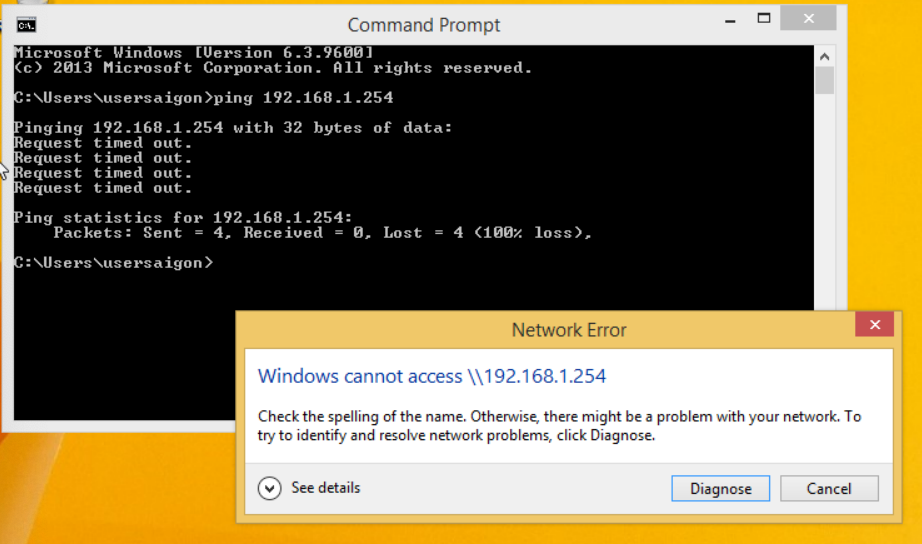 Command Prompt
Microsoft Windows [Version 6.3.9600]
(c) 2013 Microsoft Corporation. All rights reserved.
C:\Users\usersaigon>ping 192.168.1.254
Pinging 192.168.1.254 with 32 bytes of data:
Request timed out.
Request timed out.
Request timed out.
Request timed out.
Ping statistics for 192.168.1.254:
Packets: Sent = 4, Received = 0, Lost = 4 (100% loss),
C:\Users\usersaigon>
Network Error
Windows cannot access \\192.168.1.254
Check the spelling of the name. Otherwise, there might be a problem with your network. To
try to identify and resolve network problems, click Diagnose.
See details
Diagnose
Cancel